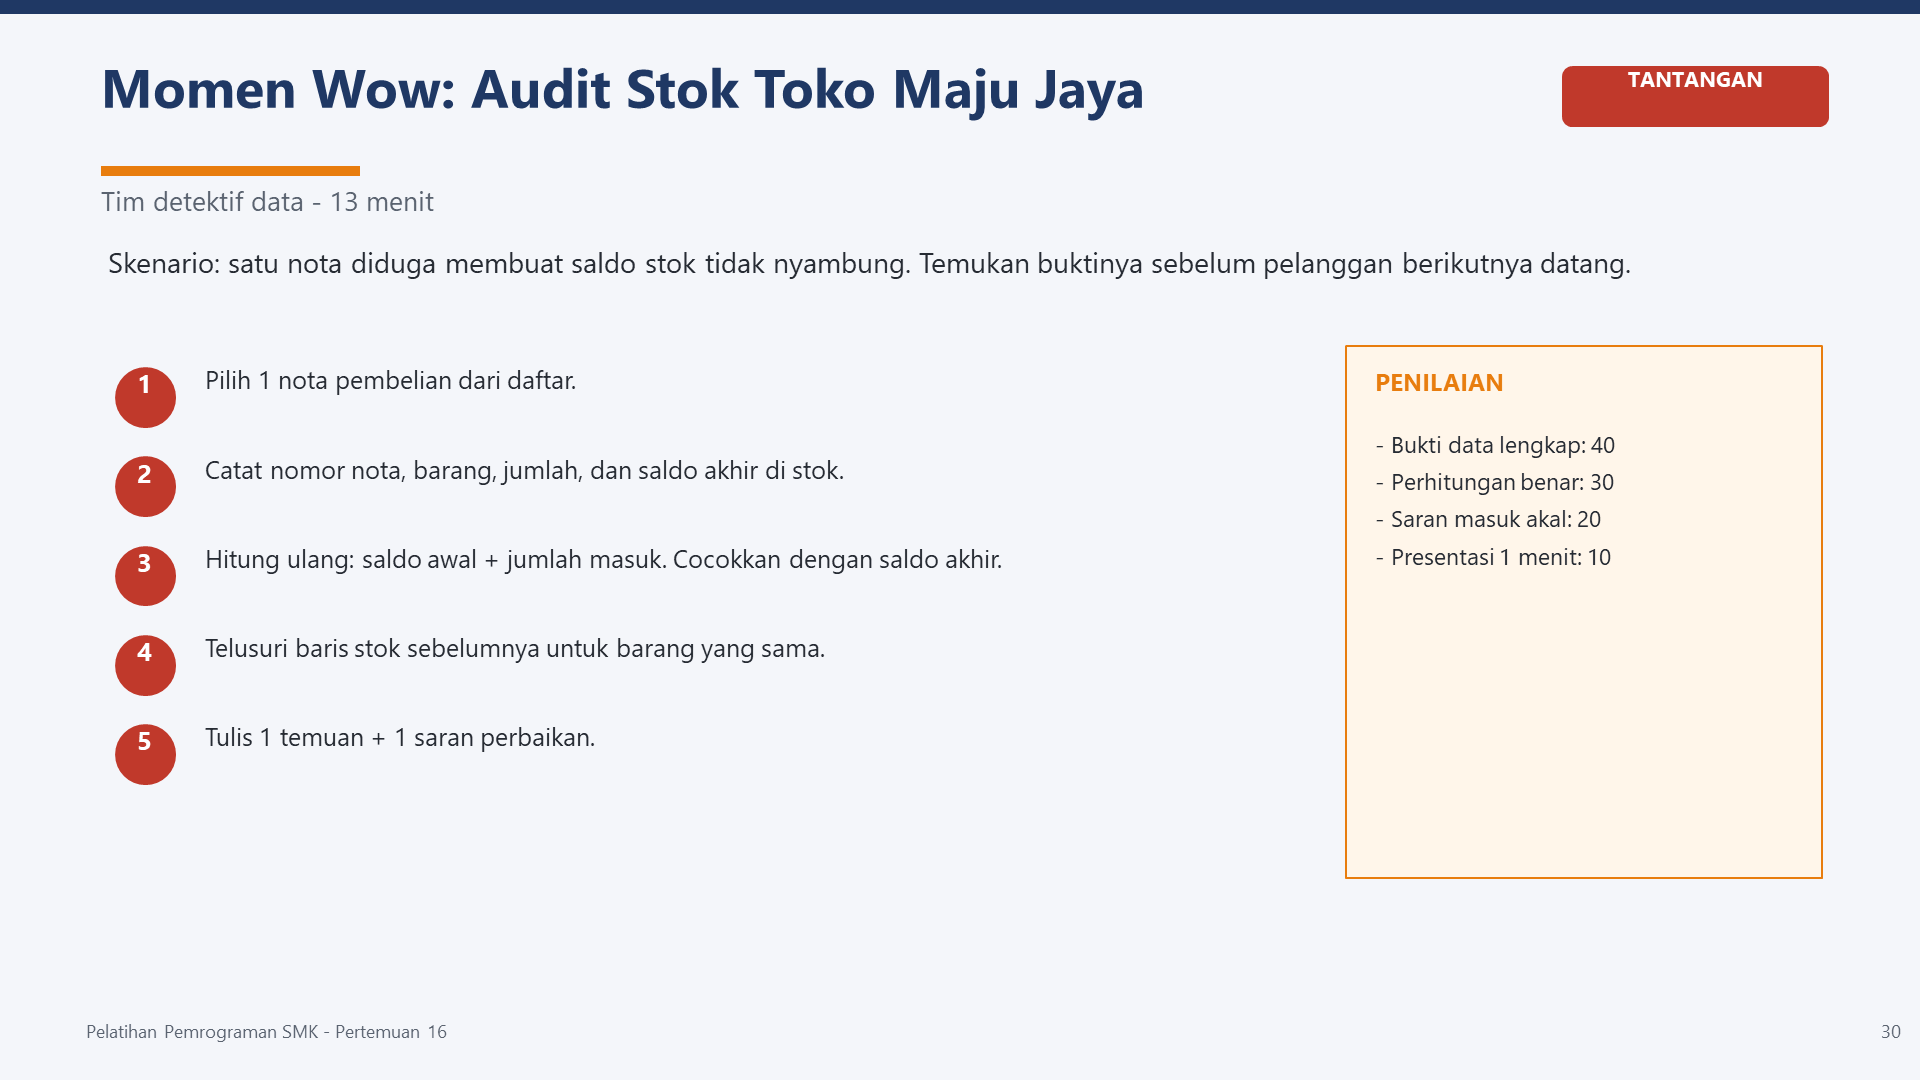 Momen Wow: Audit Stok Toko Maju Jaya
TANTANGAN
Tim detektif data - 13 menit
Skenario: satu nota diduga membuat saldo stok tidak nyambung. Temukan buktinya sebelum pelanggan berikutnya datang.
1 Pilih 1 nota pembelian dari daftar.
2 Catat nomor nota, barang, jumlah, dan saldo akhir di stok.
3 Hitung ulang: saldo awal + jumlah masuk. Cocokkan dengan saldo akhir.
4 Telusuri baris stok sebelumnya untuk barang yang sama.
5 Tulis 1 temuan + 1 saran perbaikan.
PENILAIAN
- Bukti data lengkap: 40
- Perhitungan benar: 30
- Saran masuk akal: 20
- Presentasi 1 menit: 10
Pelatihan Pemrograman SMK - Pertemuan 16
30